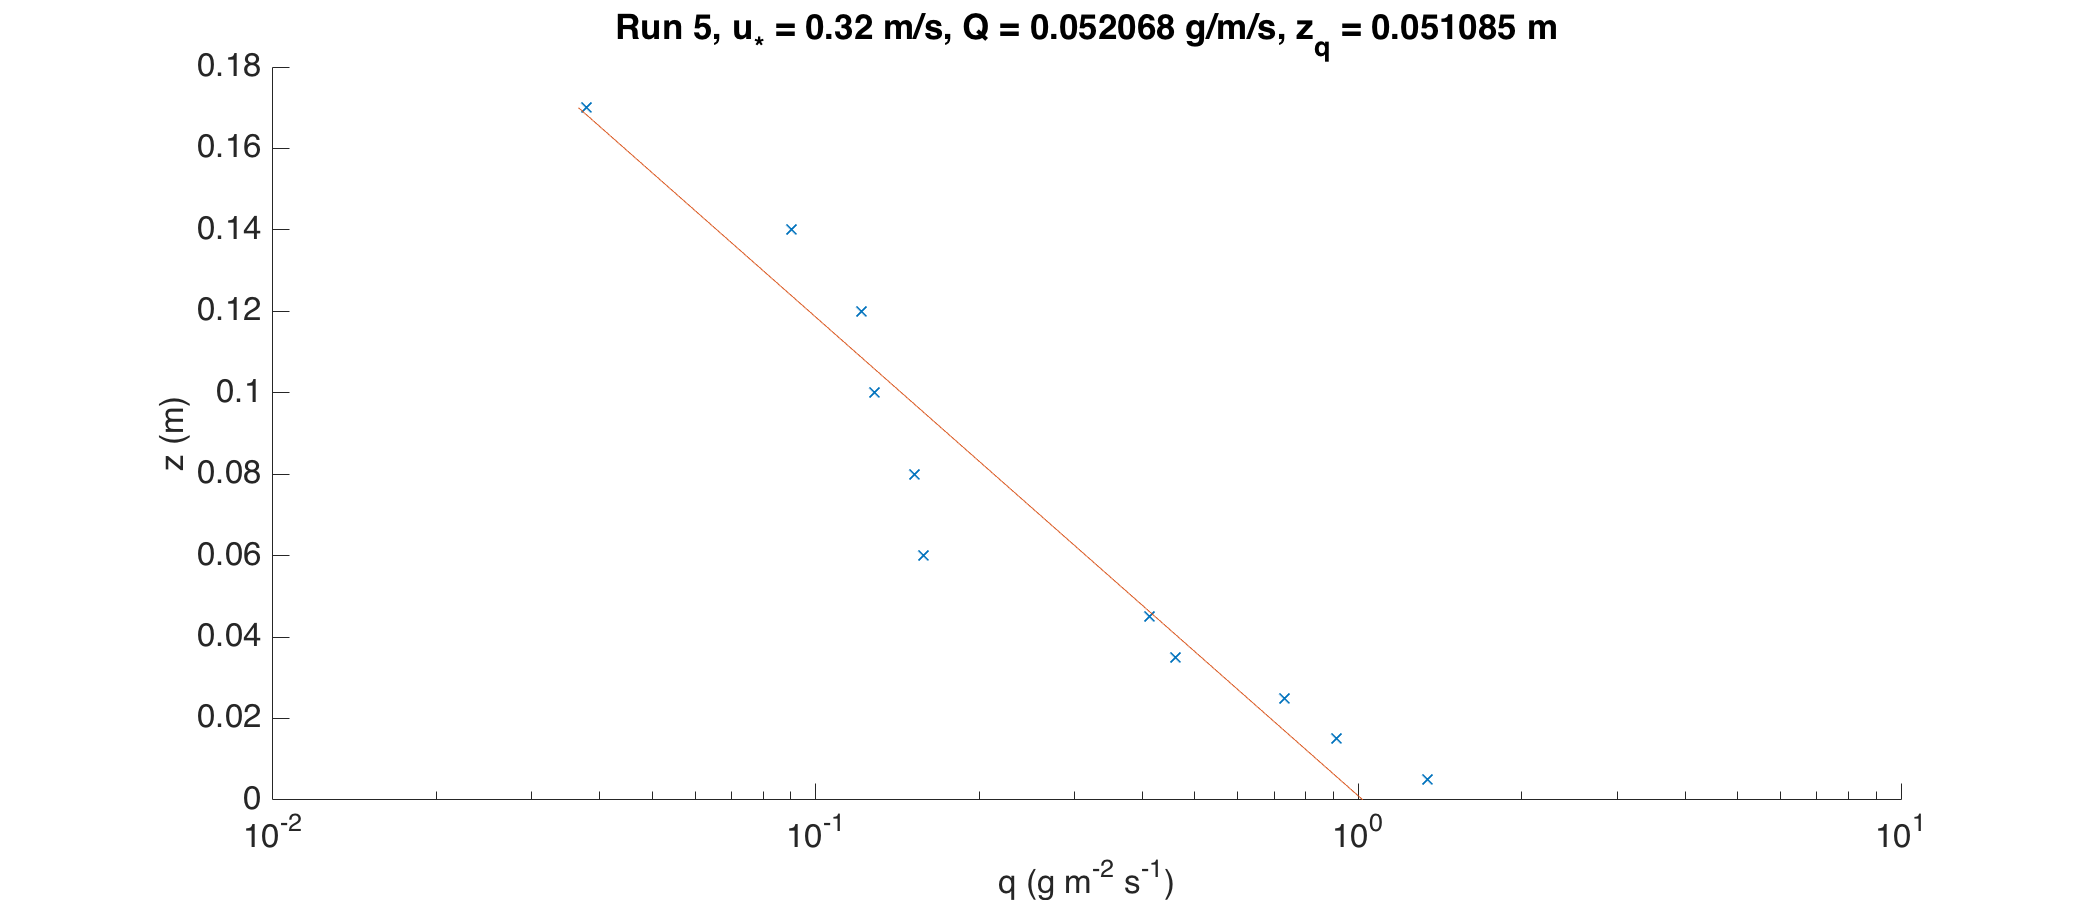 Run 5, u* = 0.32 m/s, Q = 0.052068 g/m/s, zq = 0.051085 m
0.18
0.16
0.14
0.12
0.1
0.08
0.06
0.04
0.02
0
z (m)
10-2 10-1 100 101
q (g m-2 s-1)